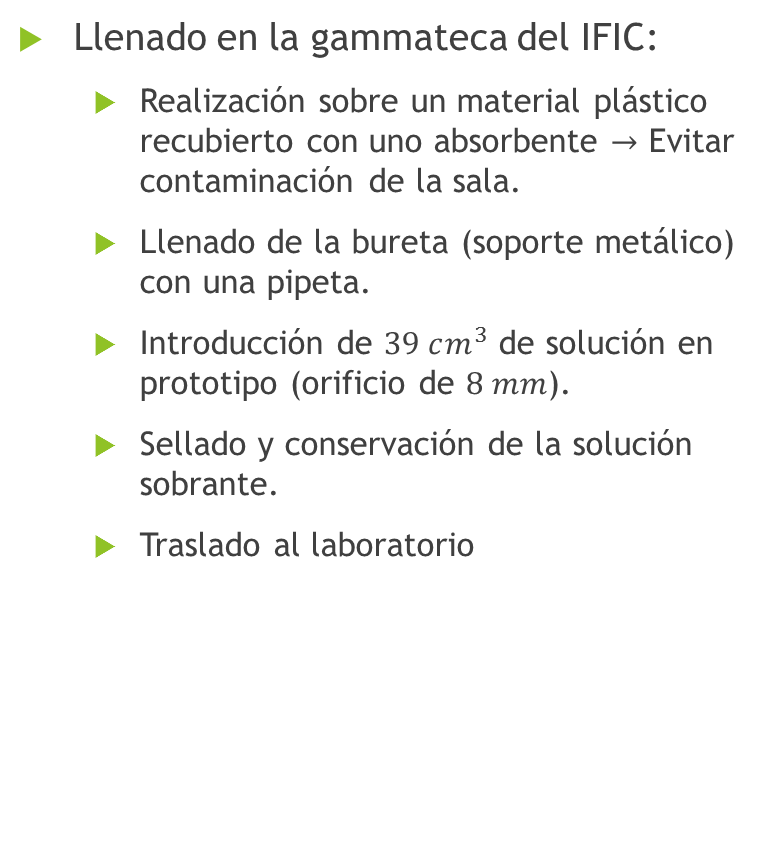 Llenado en la gammateca del IFIC:
Realización sobre un material plástico
recubierto con uno absorbente → Evitar
contaminación de la sala.
Llenado de la bureta (soporte metálico)
con una pipeta.
Introducción de 39 cm³ de solución en
prototipo (orificio de 8 mm).
Sellado y conservación de la solución
sobrante.
Traslado al laboratorio